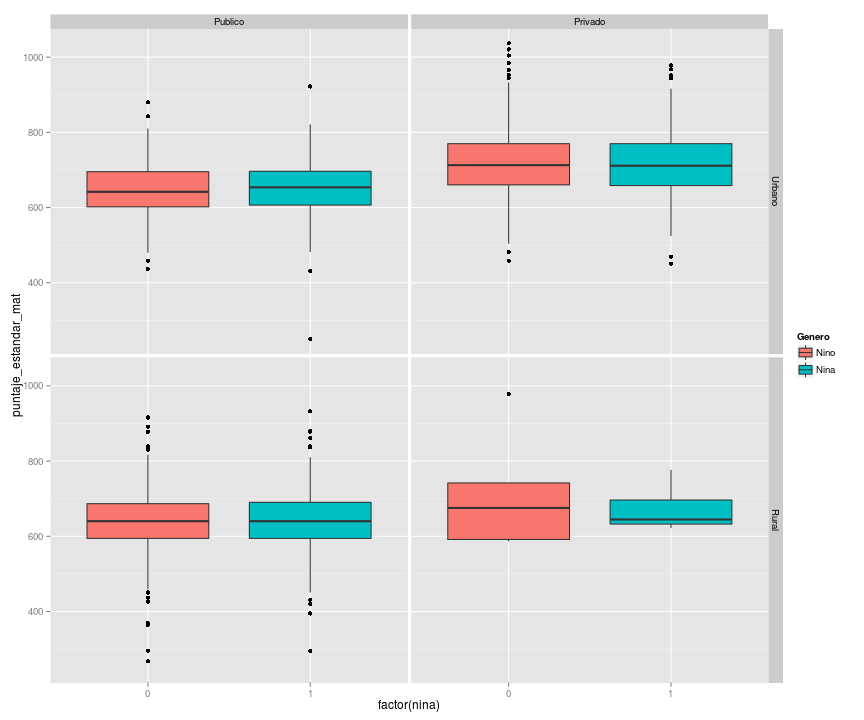 Publico
Privado
1000
800
600
400
Urbano
1000
800
600
400
Rural
puntaje_estandar_mat
0
1
0
1
factor(nina)
Genero
Nino
Nina